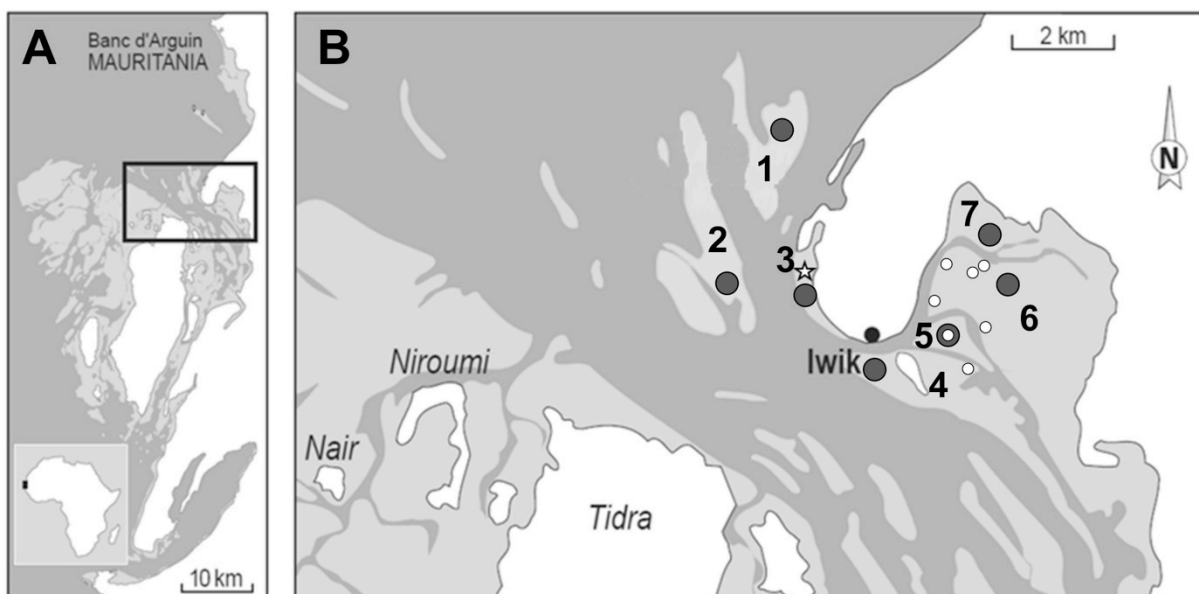 A
Banc d'Arguin
MAURITANIA
10 km
B
2 km
N
1
2
3
4
5
6
7
Iwik
Niroumi
Nair
Tidra